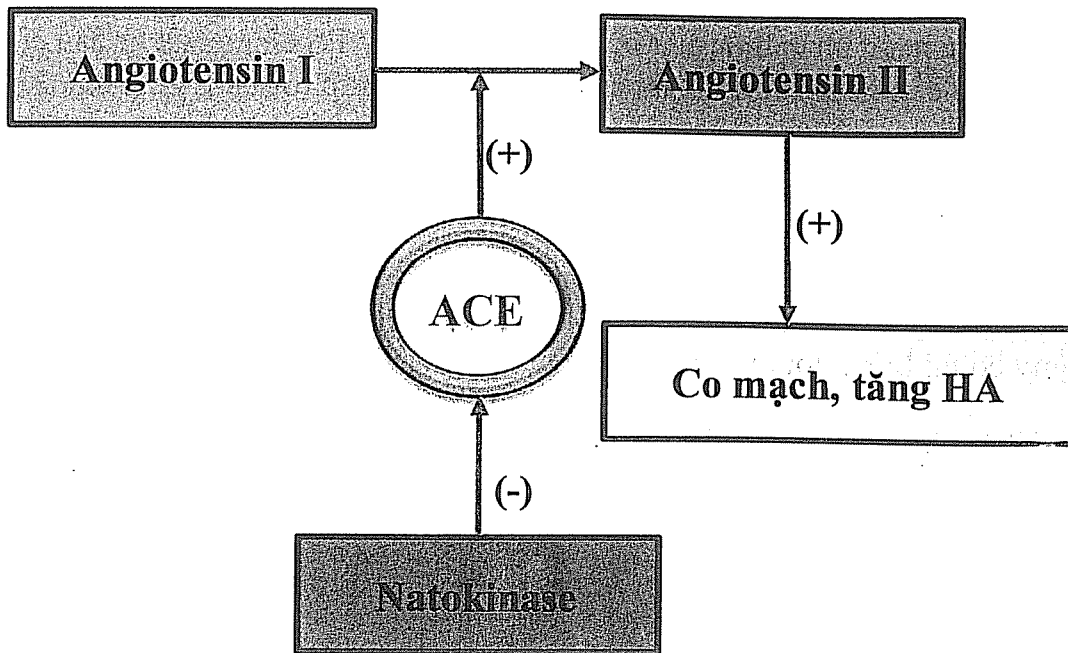 Angiotensin I
Angiotensin II
(+)
(+)
ACE
Co mạch, tăng HA
(-)
Natokinase